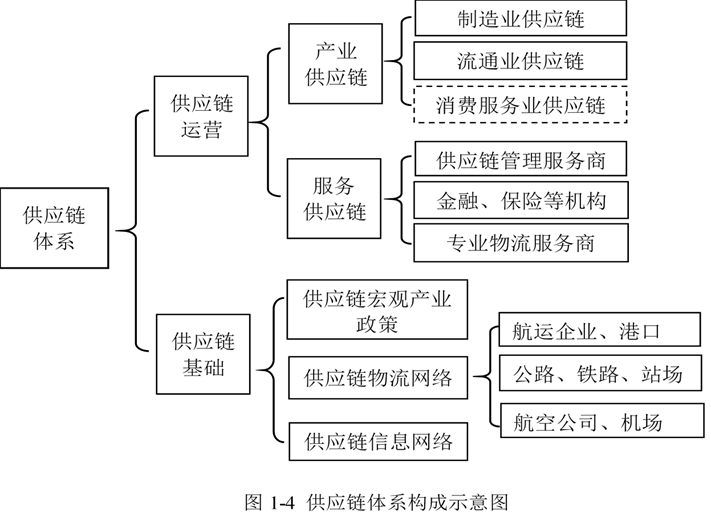 制造业供应链
产业
供应链
流通业供应链
供应链
运营
消费服务业供应链
供应链管理服务商
服务
供应链
金融、保险等机构
供应链
体系
专业物流服务商
供应链宏观产业
政策
航运企业、港口
供应链
基础
供应链物流网络
公路、铁路、站场
航空公司、机场
供应链信息网络
图 1-4 供应链体系构成示意图